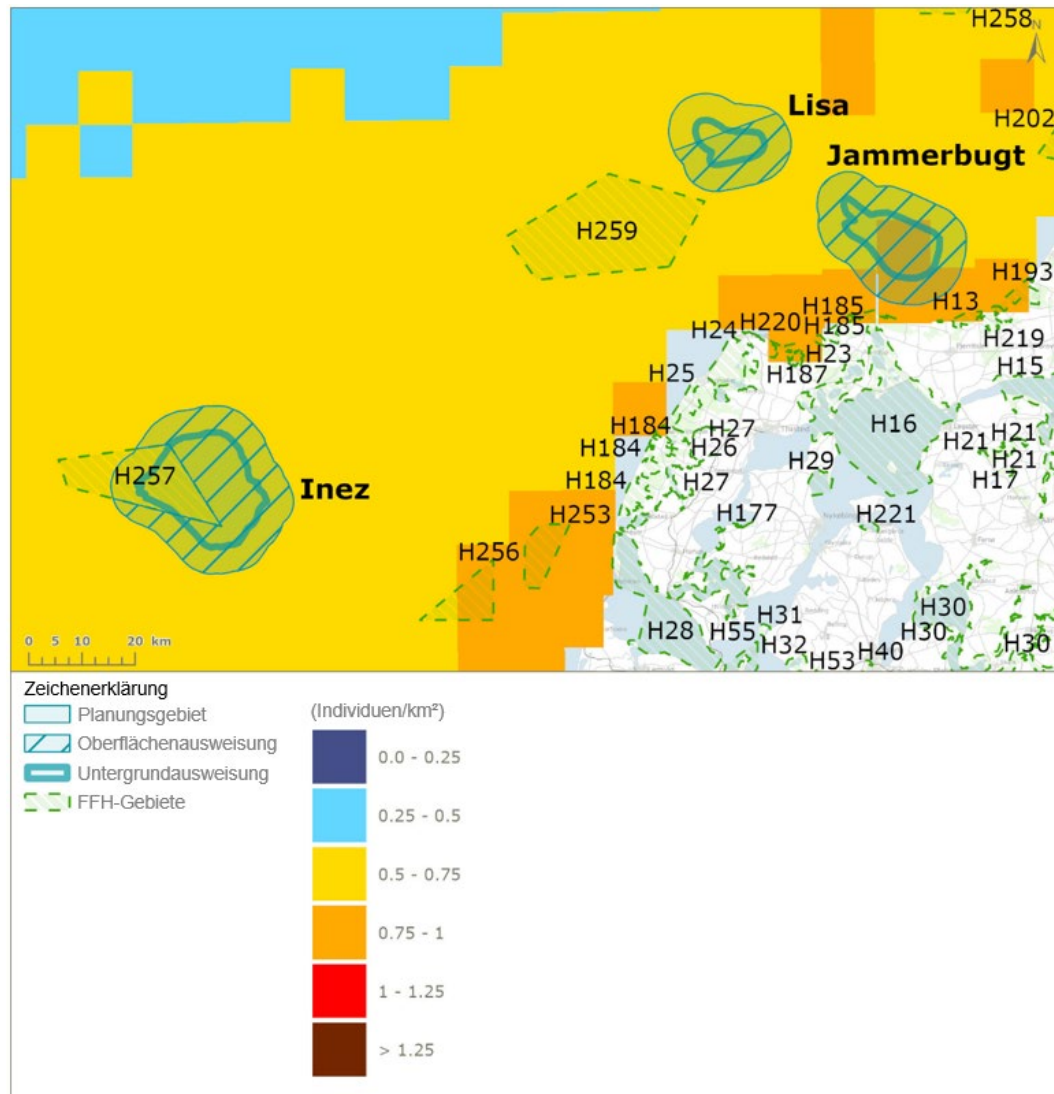 H258
N
Lisa
H202
Jammerbugt
H259
H193
H185
H13
H24
H220
H185
H219
H23
H25
H187
H15
H184
H27
H16
H184
H26
H21
H21
H257
H29
H21
H184
H27
H17
Inez
H253
H177
H221
H256
H30
H31
H28
H55
H30
H30
H32
H53
H40
0 5 10 20 km
Zeichenerklärung
Planungsgebiet
Oberflächenausweisung
Untergrundausweisung
FFH-Gebiete
(Individuen/km²)
0.0 - 0.25
0.25 - 0.5
0.5 - 0.75
0.75 - 1
1 - 1.25
> 1.25